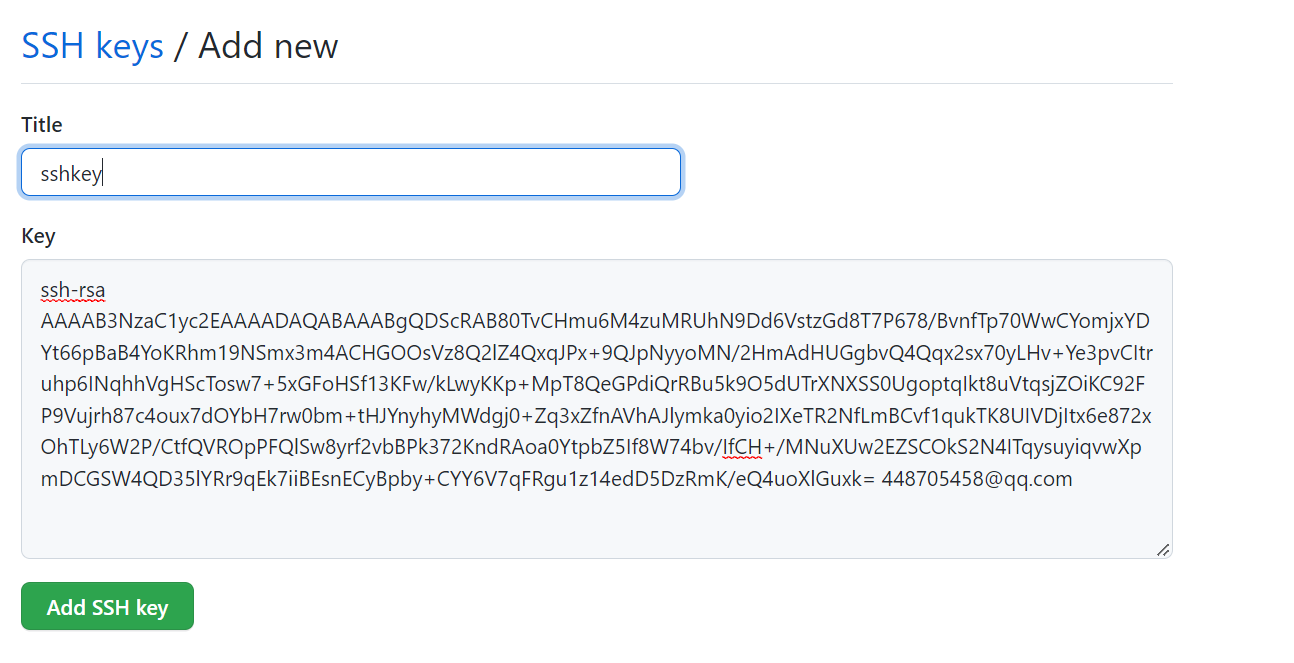 SSH keys / Add new
Title
sshkey
Key
ssh-rsa
AAAAB3NzaC1yc2EAAAADAQABAAABgQDScRAB80TvCHmu6M4zuMRUhN9Dd6VstzGd8T7P678/BvnfTp70WwCYomjxYD
Yt66pBaB4YoKRhm19NSmx3m4ACHGOOsVz8Q2lZ4QxqJPx+9QJpNyyoMN/2HmAdHUGgbvQ4Qqx2sx70yLHv+Ye3pvCItr
uhp6INqhhVgHScTosw7+5xGFoHSf13KFw/kLwyKKp+MpT8QeGPdiQrRBu5k9O5dUTrXNXSS0UgoptqIkt8uVtqsjZOiKC92F
P9Vujrh87c4oux7dOYbH7rw0bm+tHJYnyhyMWdgj0+Zq3xZfnAVhAJlymka0yio2IXeTR2NfLmBCvf1qukTK8UIVDjItx6e872x
OhTLy6W2P/CtfQVROpPFQlSw8yrf2vbBPk372KndRAoa0YtpbZ5If8W74bv/IfCH+/MNuXUw2EZSCOkS2N4ITqysuyiqvwXp
mDCGSW4QD35lYRr9qEk7iiBEsnECyBpby+CYY6V7qFRgu1z14edD5DzRmK/eQ4uoXlGuxk= 448705458@qq.com
Add SSH key